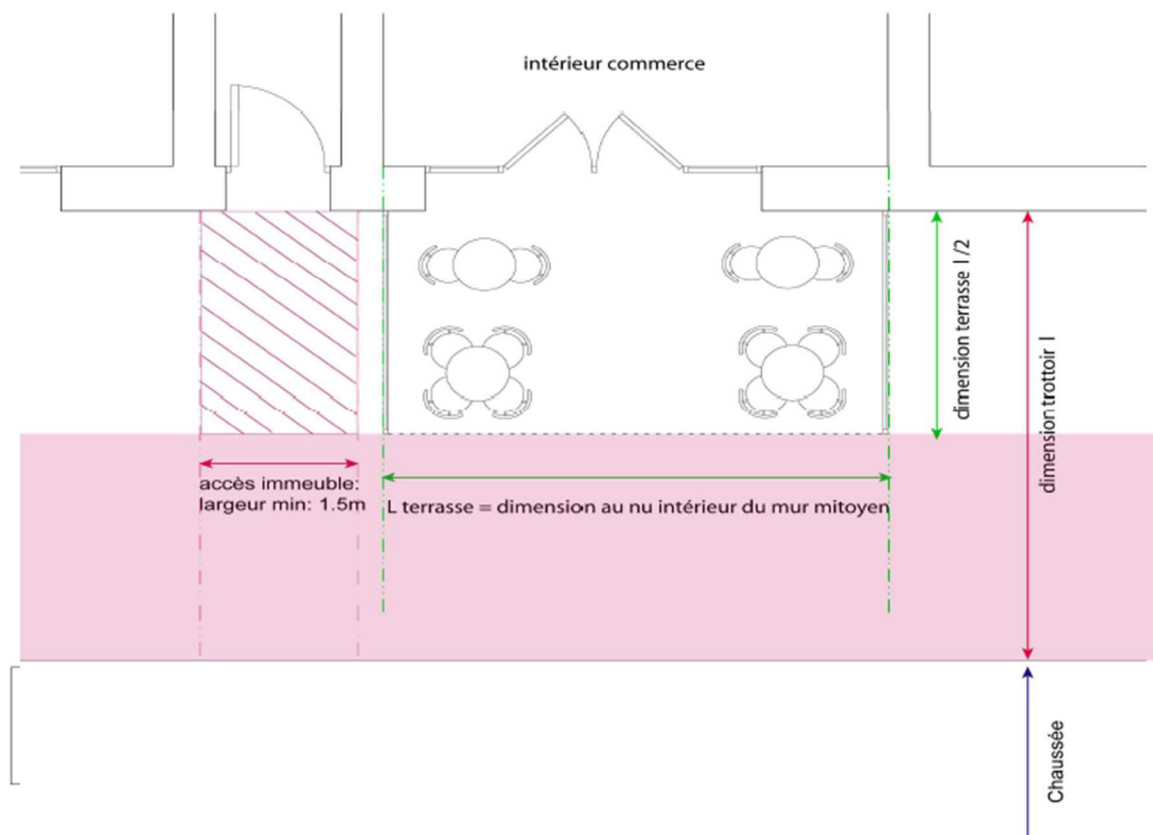 intérieur commerce
dimension terrasse l /2
dimension trottoir l
accès immeuble:
largeur min: 1.5m
L terrasse = dimension au nu intérieur du mur mitoyen
Chaussée